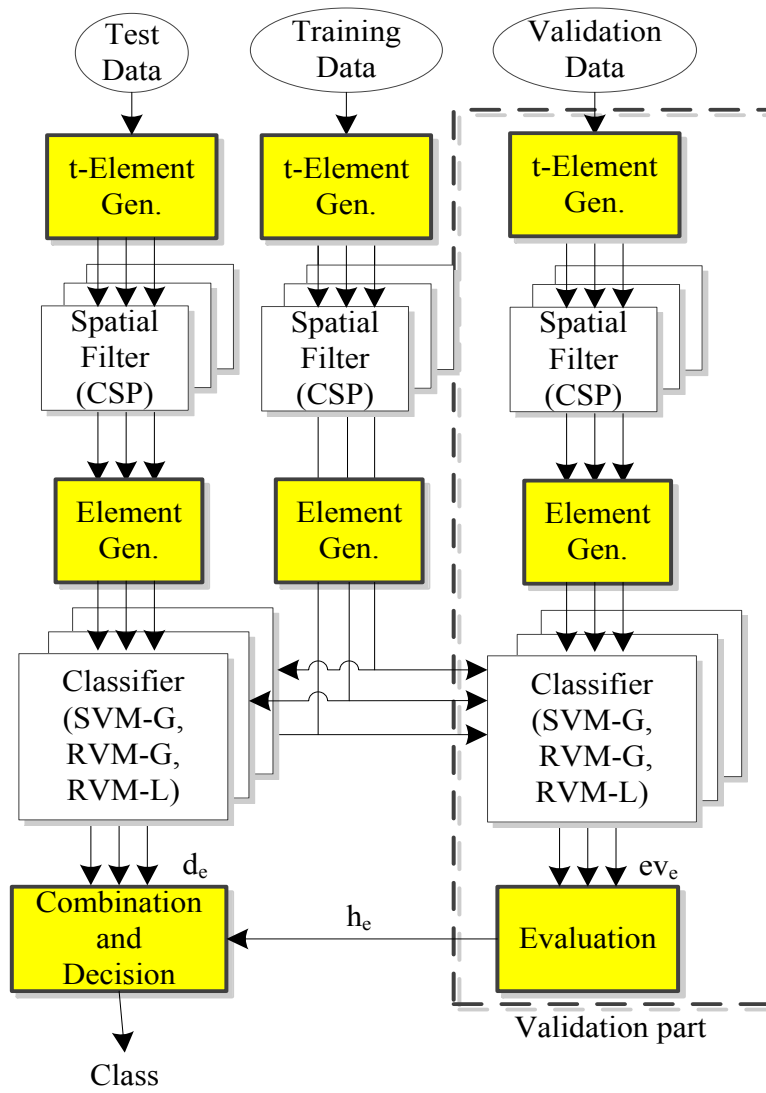 Test
Data
Training
Data
Validation
Data
t-Element
Gen.
t-Element
Gen.
t-Element
Gen.
Spatial
Filter
(CSP)
Spatial
Filter
(CSP)
Spatial
Filter
(CSP)
Element
Gen.
Element
Gen.
Element
Gen.
Classifier
(SVM-G,
RVM-G,
RVM-L)
Classifier
(SVM-G,
RVM-G,
RVM-L)
de
eve
Combination
and
Decision
he
Evaluation
Validation part
Class